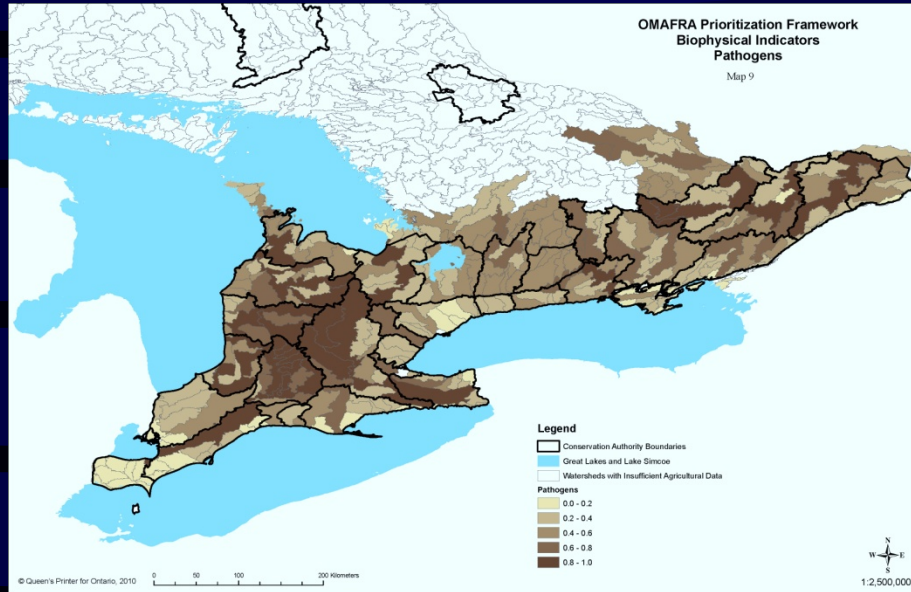 OMAFRA Prioritization Framework
Biophysical Indicators
Pathogens
Map 9
Legend
Conservation Authority Boundaries
Great Lakes and Lake Simcoe
Watersheds with Insufficient Agricultural Data
Pathogens
0.0 - 0.2
0.2 - 0.4
0.4 - 0.6
0.6 - 0.8
0.8 - 1.0
N
W E
S
© Queen's Printer for Ontario, 2010
0 50 100 200 Kilometers
1:2,500,000